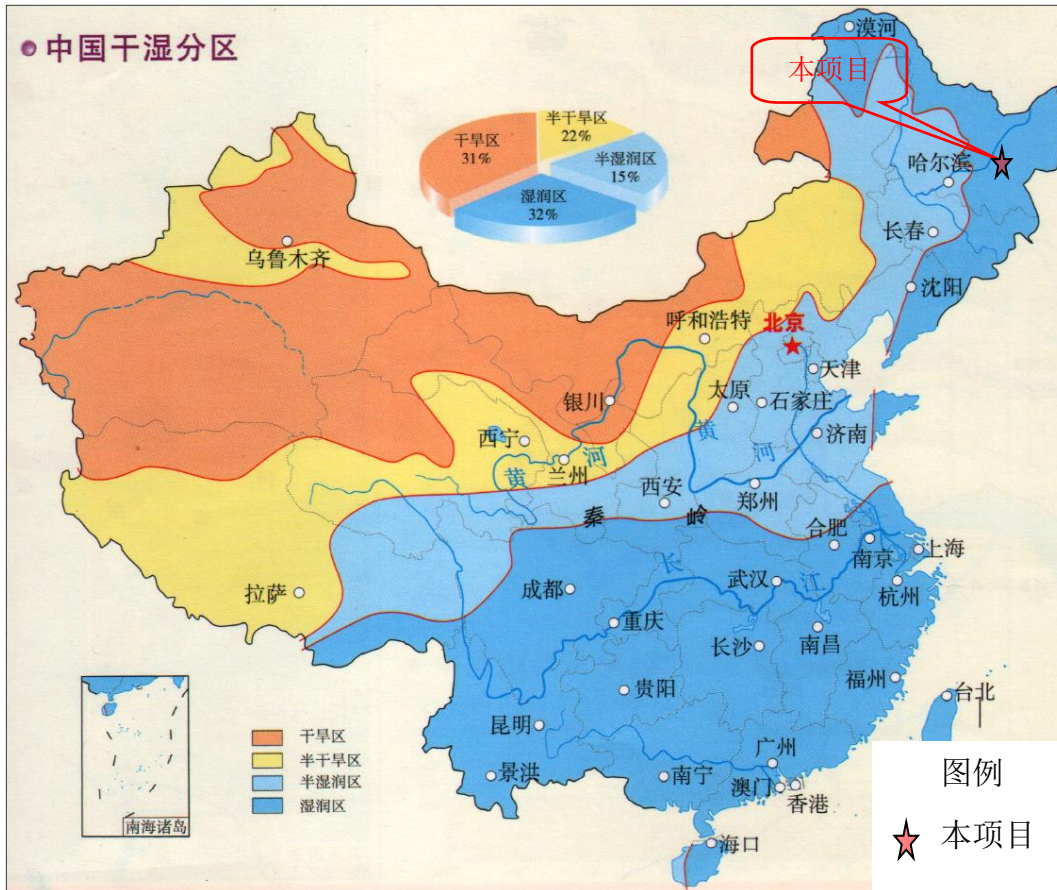 中国干湿分区
漠河
本项目
干旱区
31%
半干旱区
22%
半湿润区
15%
湿润区
32%
哈尔滨
长春
沈阳
乌鲁木齐
呼和浩特
北京
天津
银川
太原
石家庄
西宁
黄
河
济南
黄
河
兰州
西安
郑州
秦
岭
合肥
南京
上海
拉萨
成都
长
江
武汉
杭州
重庆
长沙
南昌
贵阳
福州
台北
昆明
广州
景洪
南宁
澳门
香港
海口
南海诸岛
干旱区
半干旱区
半湿润区
湿润区
图例
本项目